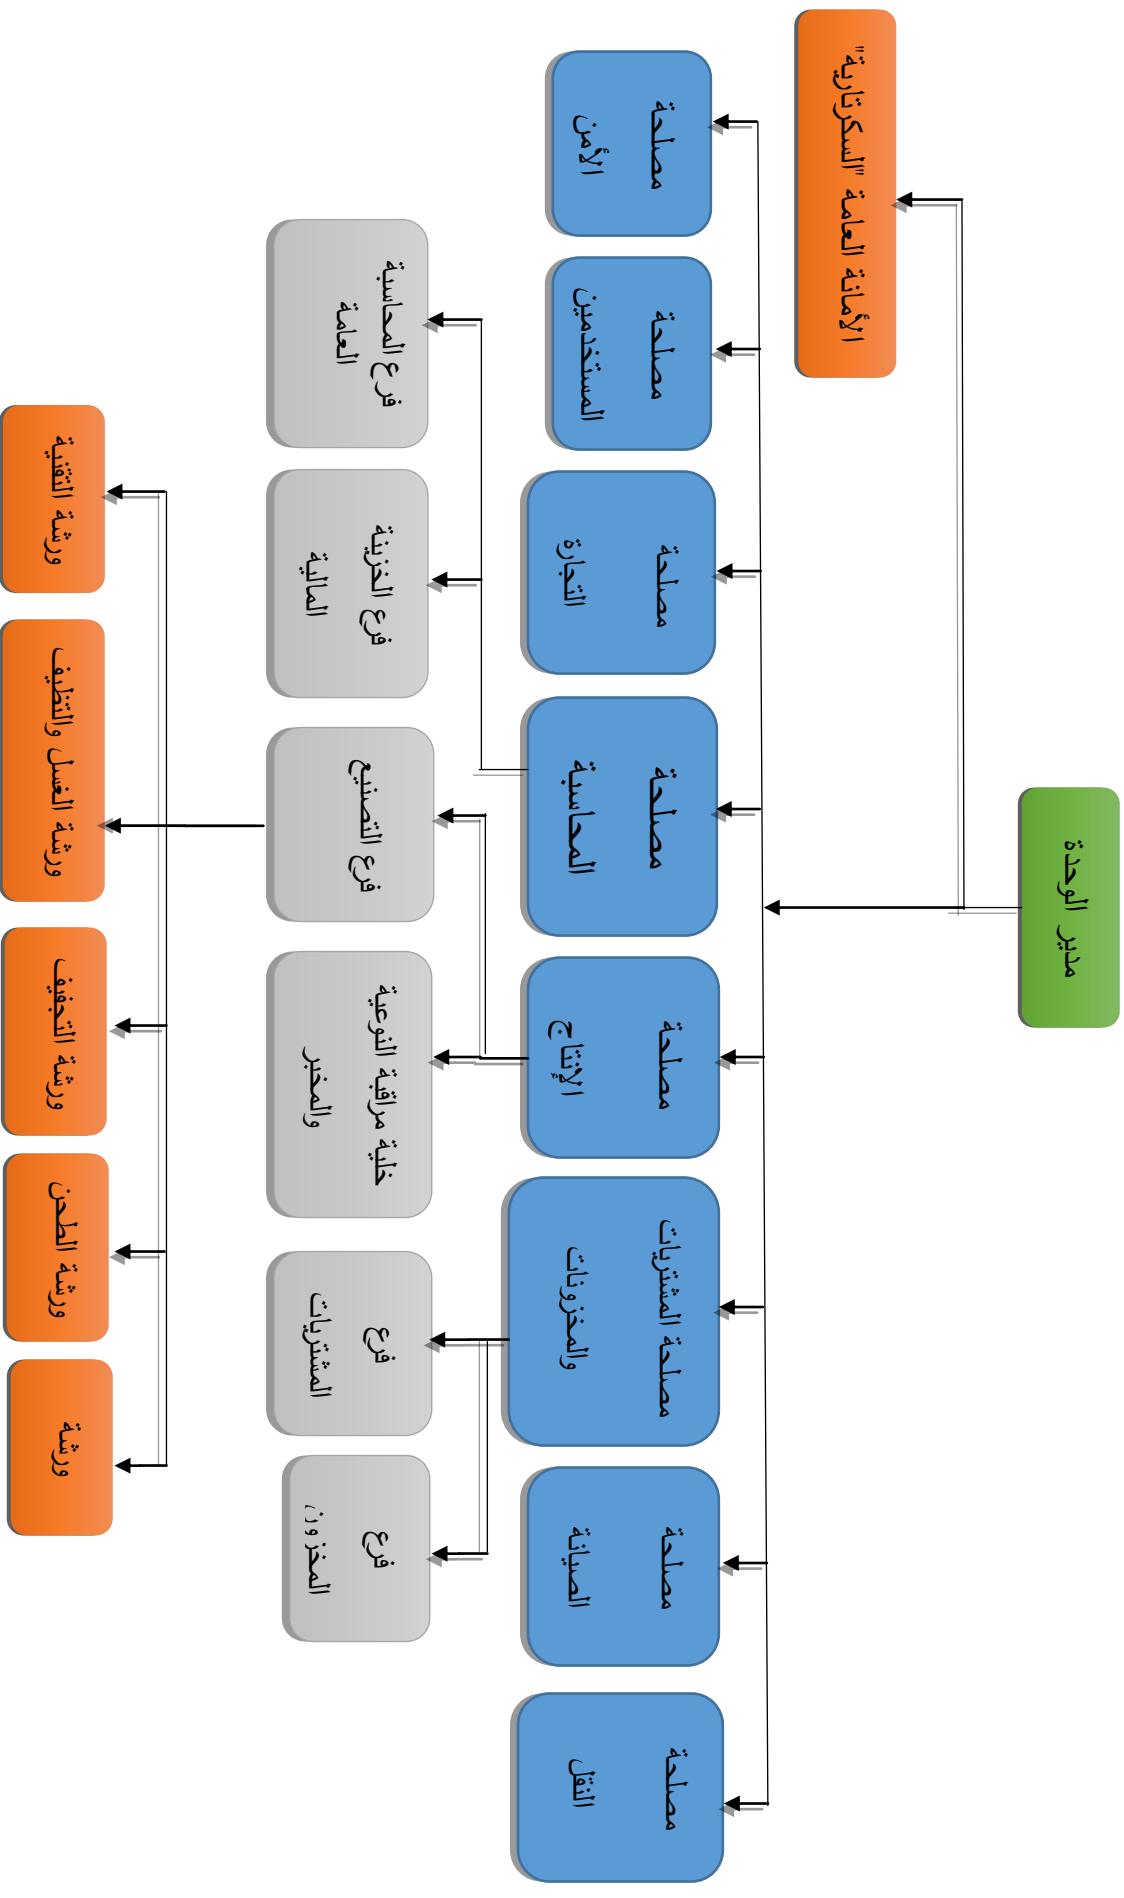 مدير الوحدة
الأمانة العامة "السكرتارية"
مصلحة
النقل
مصلحة
الصيانة
مصلحة المشتريات
والمخزونات
مصلحة
الإنتاج
مصلحة
المحاسبة
مصلحة
التجارة
مصلحة
المستخدمين
مصلحة
الأمن
فرع
المخزون
فرع
المشتريات
خلية مراقبة النوعية
والمخبر
فرع التصنيع
فرع الخزينة
المالية
فرع المحاسبة
العامة
ورشة
ورشة الطحن
ورشة التجفيف
ورشة الغسل والتظيف
ورشة التقنية